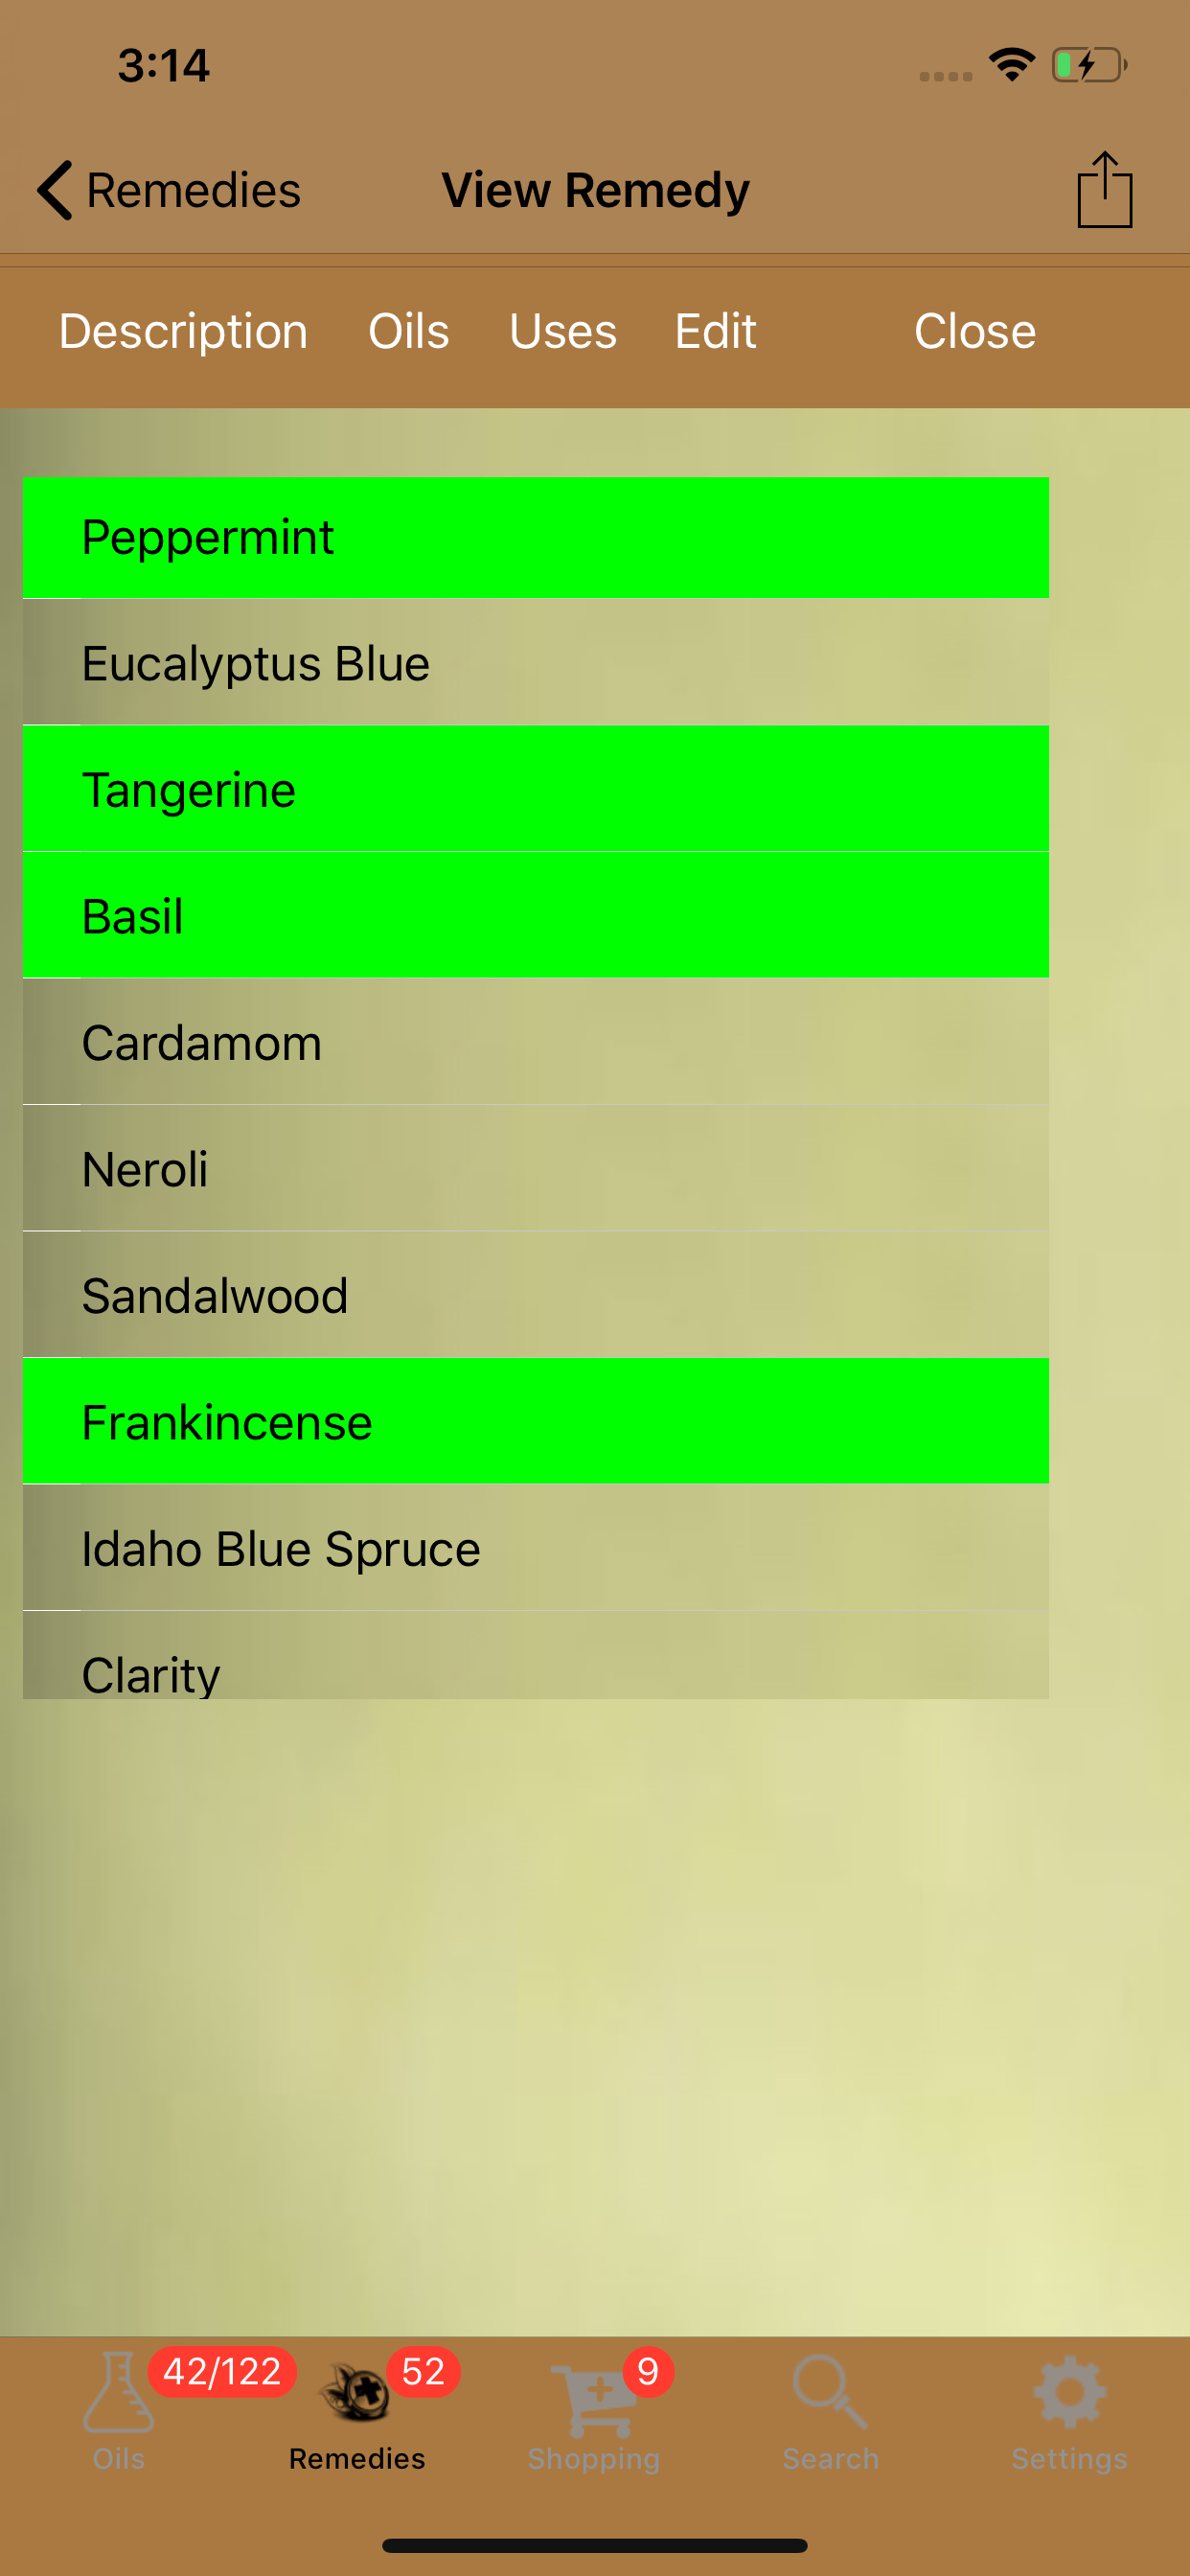 3:14
Remedies View Remedy
Description Oils Uses Edit Close
Peppermint
Eucalyptus Blue
Tangerine
Basil
Cardamom
Neroli
Sandalwood
Frankincense
Idaho Blue Spruce
Clarity
42/122 52 9
Oils Remedies Shopping Search Settings